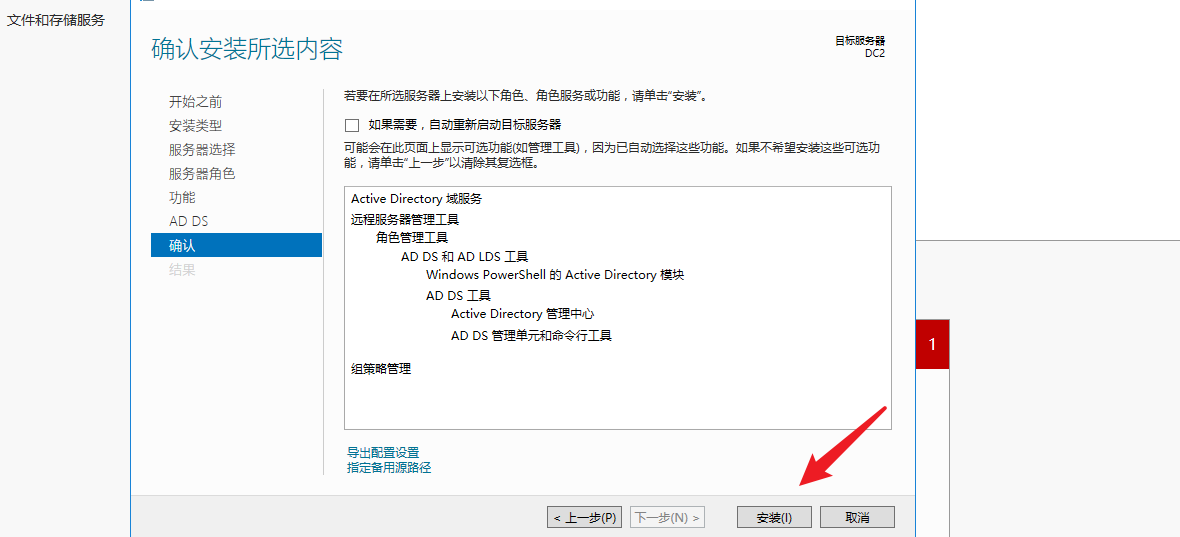 文件和存储服务
确认安装所选内容
目标服务器
DC2
开始之前
安装类型
服务器选择
服务器角色
功能
AD DS
确认
结果
若要在所选服务器上安装以下角色、角色服务或功能，请单击“安装”。
如果需要，自动重新启动目标服务器
可能会在此页面上显示可选功能(如管理工具)，因为已自动选择这些功能。如果不希望安装这些可选功
能，请单击“上一步”以清除其复选框。
Active Directory 域服务
远程服务器管理工具
角色管理工具
AD DS 和 AD LDS 工具
Windows PowerShell 的 Active Directory 模块
AD DS 工具
Active Directory 管理中心
AD DS 管理单元和命令行工具
组策略管理
1
导出配置设置
指定备用源路径
< 上一步(P)
下一步(N) >
安装(I)
取消